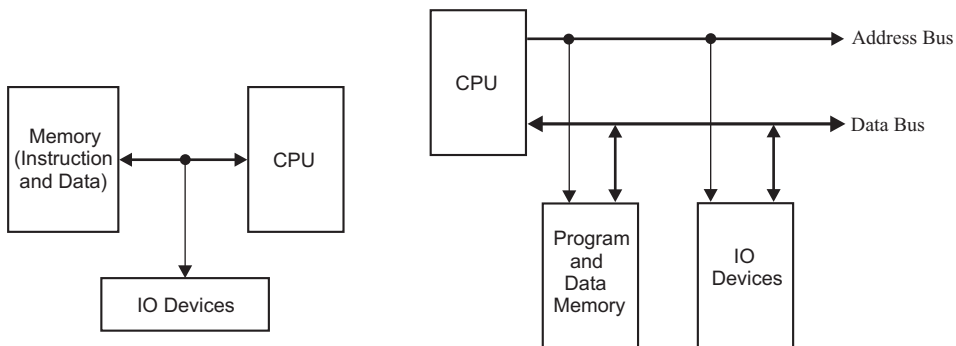 Memory
(Instruction
and Data)
CPU
IO Devices
CPU
Address Bus
Data Bus
Program
and
Data
Memory
IO
Devices